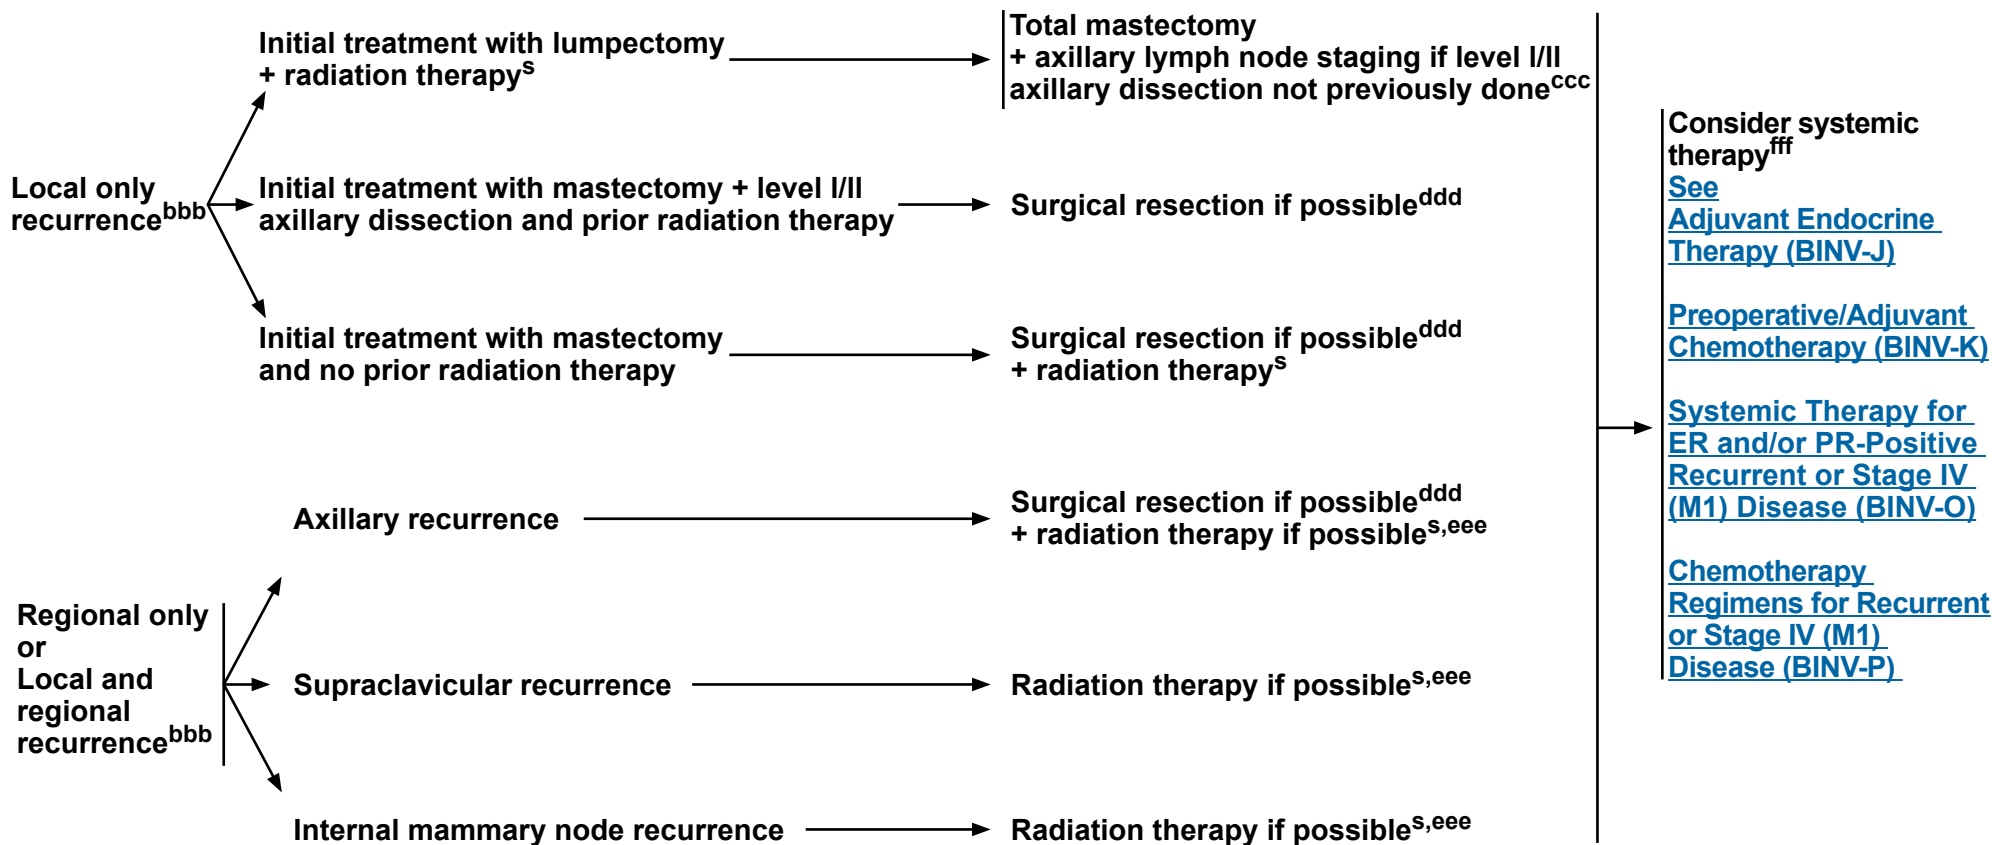 Local only
recurrencebbb
Initial treatment with lumpectomy
+ radiation therapys
Total mastectomy
+ axillary lymph node staging if level I/II
axillary dissection not previously doneccc
Initial treatment with mastectomy + level I/II
axillary dissection and prior radiation therapy
Surgical resection if possibleddd
Initial treatment with mastectomy
and no prior radiation therapy
Surgical resection if possibleddd
+ radiation therapys
Regional only
or
Local and
regional
recurrencebbb
Axillary recurrence
Surgical resection if possibleddd
+ radiation therapy if possibles,eee
Supraclavicular recurrence
Radiation therapy if possibles,eee
Internal mammary node recurrence
Radiation therapy if possibles,eee
Consider systemic
therapyfff
See
Adjuvant Endocrine
Therapy (BINV-J)
Preoperative/Adjuvant
Chemotherapy (BINV-K)
Systemic Therapy for
ER and/or PR-Positive
Recurrent or Stage IV
(M1) Disease (BINV-O)
Chemotherapy
Regimens for Recurrent
or Stage IV (M1)
Disease (BINV-P)